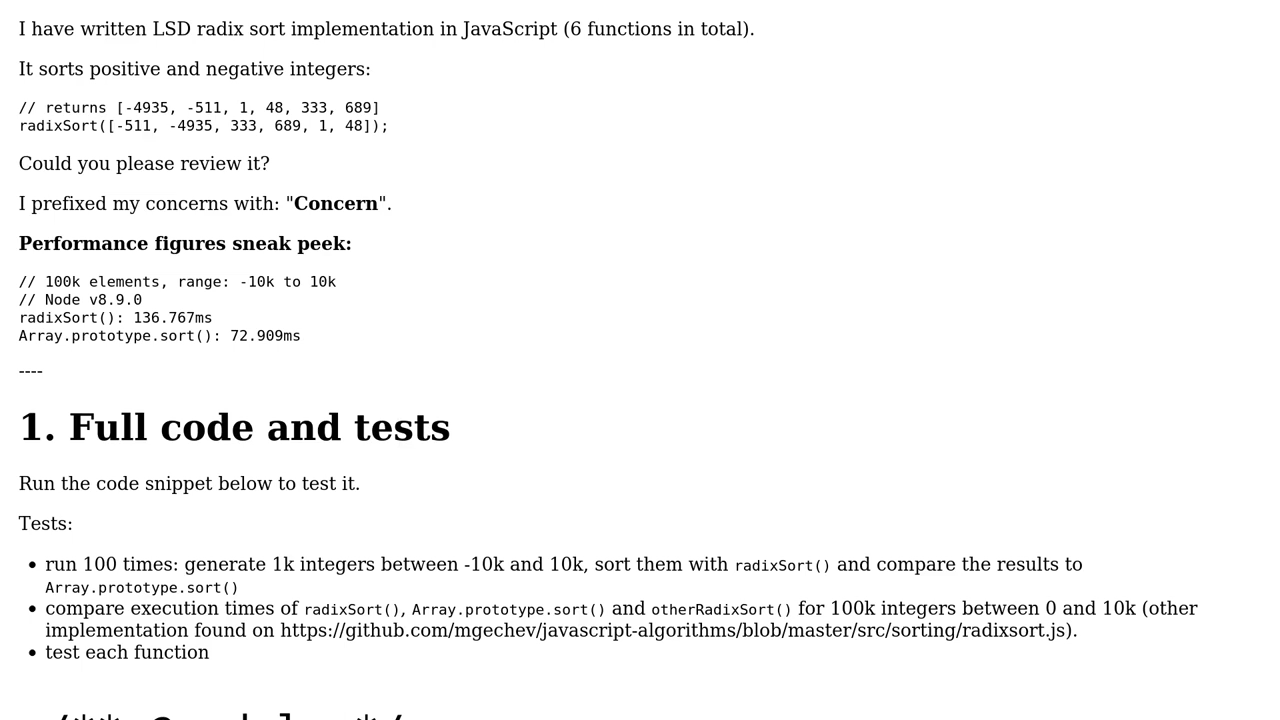 I have written LSD radix sort implementation in JavaScript (6 functions in total).
It sorts positive and negative integers:
// returns [-4935, -511, 1, 48, 333, 689]
radixSort([-511, -4935, 333, 689, 1, 48]);
Could you please review it?
I prefixed my concerns with: "Concern".
Performance figures sneak peek:
// 100k elements, range: -10k to 10k
// Node v8.9.0
radixSort(): 136.767ms
Array.prototype.sort(): 72.909ms
----
1. Full code and tests
Run the code snippet below to test it.
Tests:
• run 100 times: generate 1k integers between -10k and 10k, sort them with radixSort() and compare the results to
Array.prototype.sort()
• compare execution times of radixSort(), Array.prototype.sort() and otherRadixSort() for 100k integers between 0 and 10k (other
implementation found on https://github.com/mgechev/javascript-algorithms/blob/master/src/sorting/radixsort.js).
• test each function